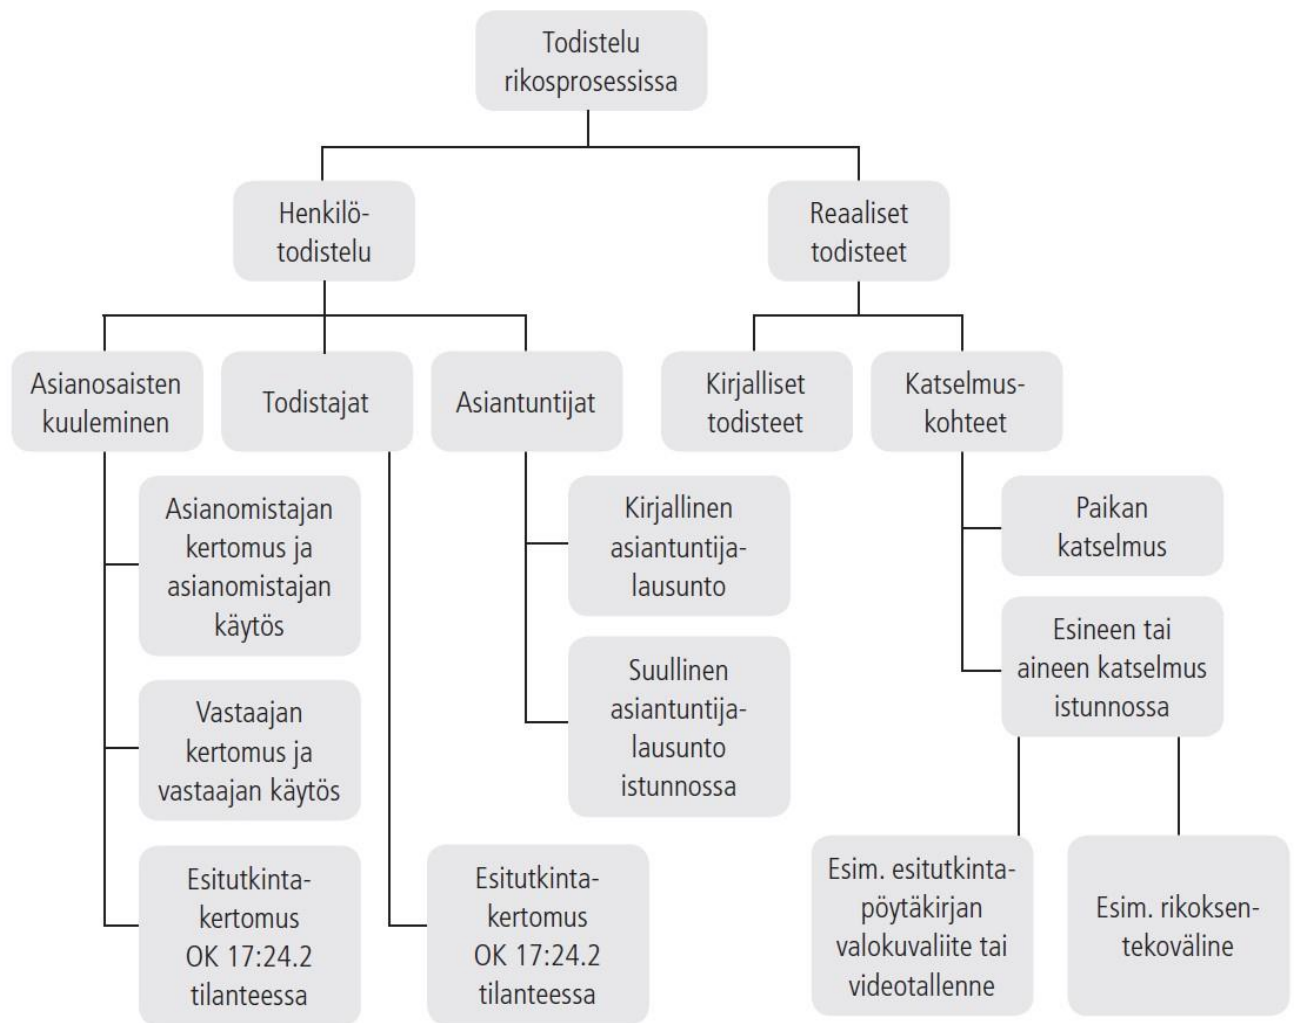 Todistelu
rikosprosessissa
Henkilö-
todistelu
Reaaliset
todisteet
Asianosaisten
kuuleminen
Todistajat
Asiantuntijat
Kirjalliset
todisteet
Katselmus-
kohteet
Asianomistajan
kertomus ja
asianomistajan
käytös
Kirjallinen
asiantuntija-
lausunto
Paikan
katselmus
Vastaajan
kertomus ja
vastaajan käytös
Suullinen
asiantuntija-
lausunto
istunnossa
Esineen tai
aineen katselmus
istunnossa
Esitutkinta-
kertomus
OK 17:24.2
tilanteessa
Esitutkinta-
kertomus
OK 17:24.2
tilanteessa
Esim. esitutkinta-
pöytäkirjan
valokuvaliite tai
videotallenne
Esim. rikoksen-
tekoväline